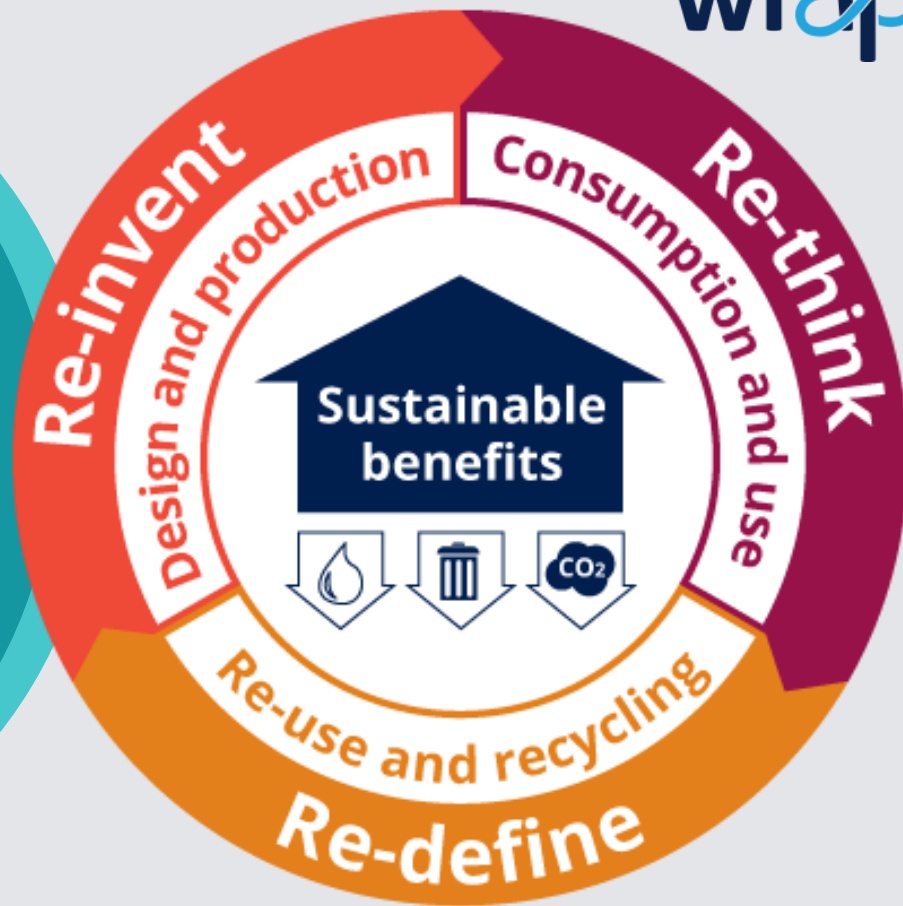 wrap
Re-invent
Design and production
Re-think
Consumption and use
Sustainable
benefits
CO₂
Re-use and recycling
Re-define